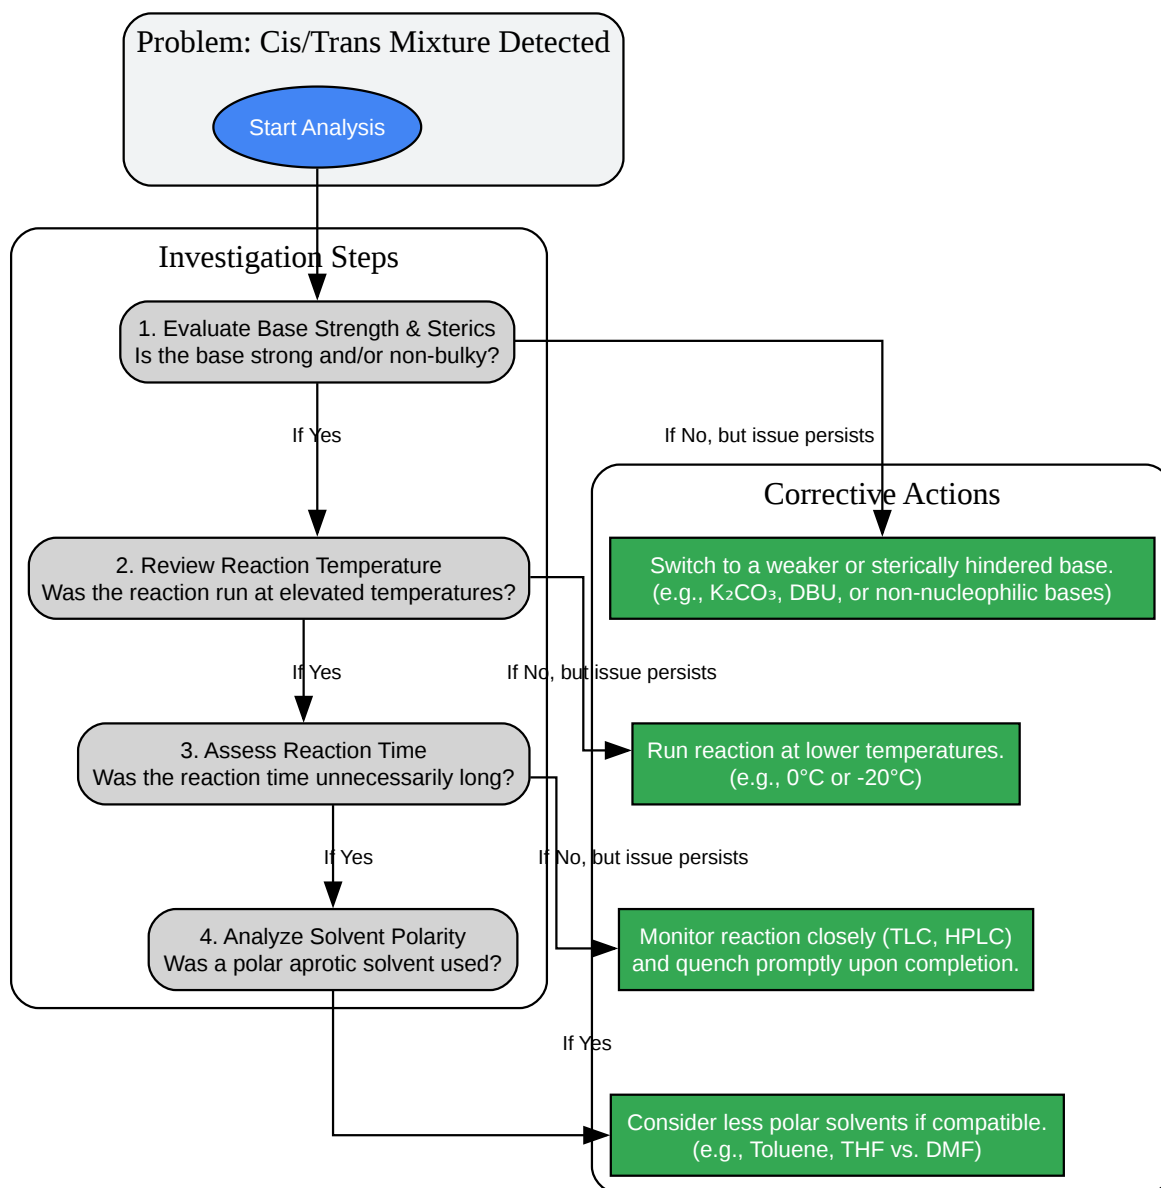 Problem: Cis/Trans Mixture Detected
Start Analysis
Investigation Steps
1. Evaluate Base Strength & Sterics
Is the base strong and/or non-bulky?
If Yes
If No, but issue persists
Corrective Actions
2. Review Reaction Temperature
Was the reaction run at elevated temperatures?
Switch to a weaker or sterically hindered base.
(e.g., K₂CO₃, DBU, or non-nucleophilic bases)
If Yes
If No, but issue persists
3. Assess Reaction Time
Was the reaction time unnecessarily long?
Run reaction at lower temperatures.
(e.g., 0°C or -20°C)
If Yes
If No, but issue persists
4. Analyze Solvent Polarity
Was a polar aprotic solvent used?
Monitor reaction closely (TLC, HPLC)
and quench promptly upon completion.
If Yes
Consider less polar solvents if compatible.
(e.g., Toluene, THF vs. DMF)